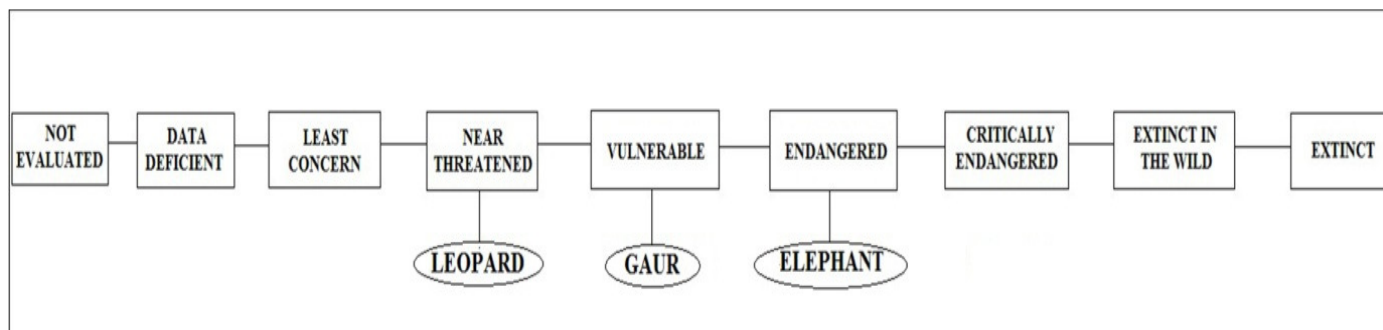 NOT
EVALUATED
DATA
DEFICIENT
LEAST
CONCERN
NEAR
THREATENED
VULNERABLE
ENDANGERED
CRITICALLY
ENDANGERED
EXTINCT IN
THE WILD
EXTINCT
LEOPARD
GAUR
ELEPHANT